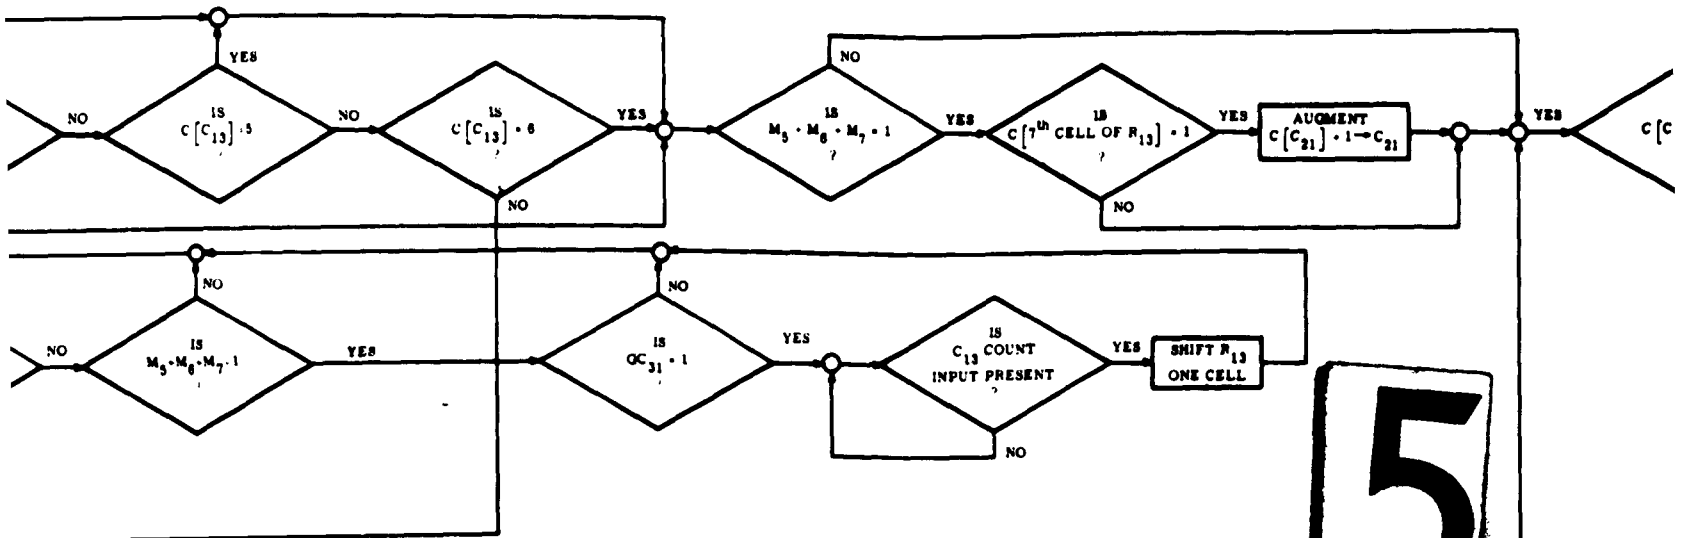 YES
NO
IS
C[C13] = 5
?
NO
IS
C[C13] = 6
?
YES
NO
NO
IS
M5 + M6 + M7 = 1
?
YES
IS
C[7th CELL OF R13] = 1
?
YES
NO
AUGMENT
C[C21] + 1→C21
YES
C[C
NO
NO
IS
M5+M6+M7=1
?
YES
NO
IS
GC31 = 1
?
YES
IS
C13 COUNT
INPUT PRESENT
?
YES
NO
SHIFT R13
ONE CELL
5